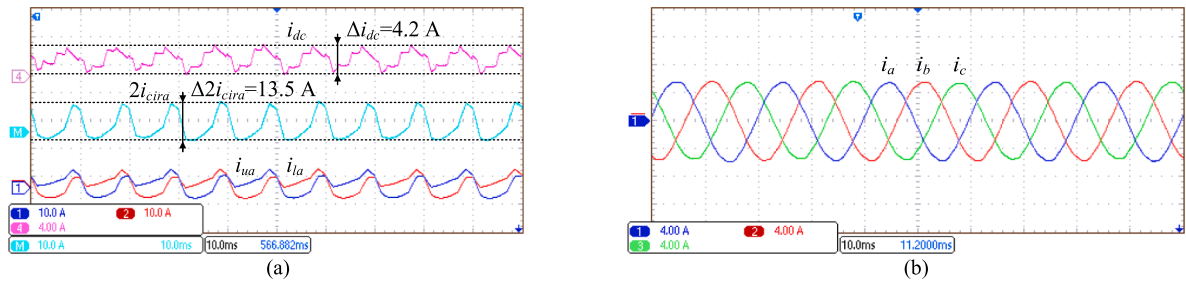 T
i_dc Δi_dc=4.2 A
4
2i_cira Δ2i_cira=13.5 A
M
i_ua i_la
1
1 10.0 A 2 10.0 A
4 4.00 A
M 10.0 A 10.0ms 10.0ms 566.882ms
(a)
T
i_a i_b i_c
1
1 4.00 A 2 4.00 A
3 4.00 A 10.0ms 11.2000ms
(b)